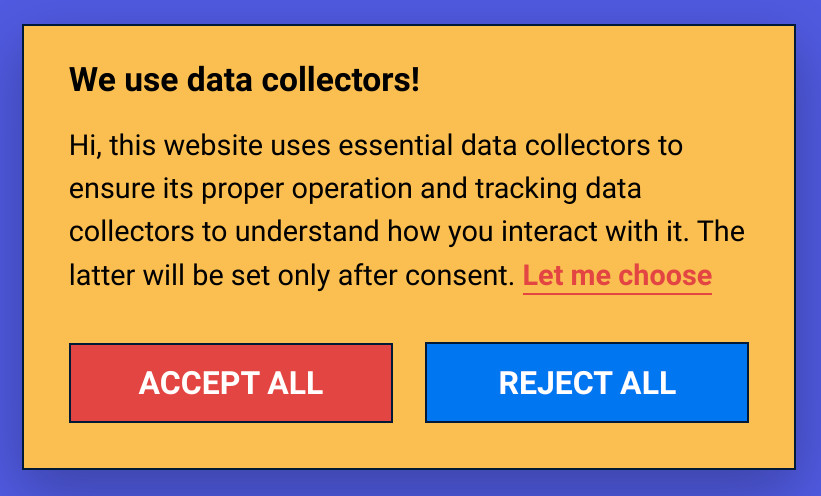 We use data collectors!
Hi, this website uses essential data collectors to
ensure its proper operation and tracking data
collectors to understand how you interact with it. The
latter will be set only after consent. Let me choose
ACCEPT ALL
REJECT ALL